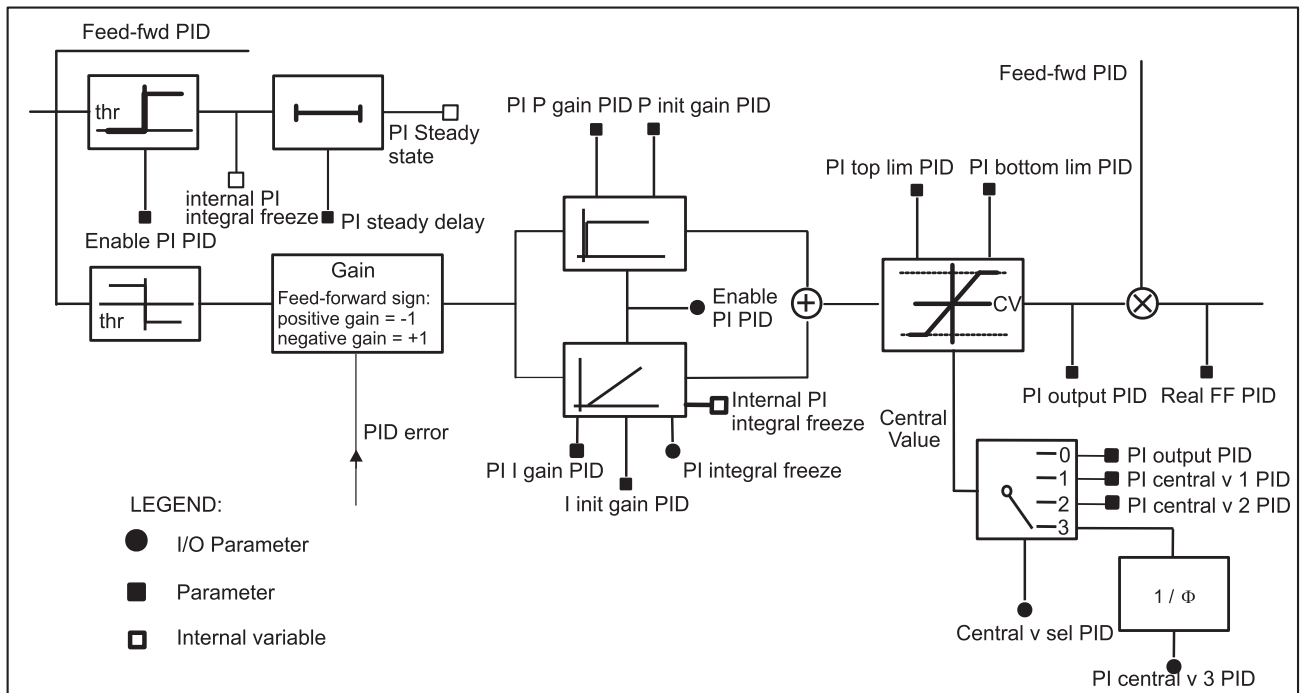 Feed-fwd PID
thr
PI Steady
state
internal PI
integral freeze
PI steady delay
Enable PI PID
thr
Gain
Feed-forward sign:
positive gain = -1
negative gain = +1
PID error
PI P gain PID
P init gain PID
Enable
PI PID
+
Internal PI
integral freeze
PI I gain PID
PI integral freeze
I init gain PID
Feed-fwd PID
PI top lim PID
PI bottom lim PID
CV
PI output PID
Real FF PID
Central
Value
0
PI output PID
1
PI central v 1 PID
2
PI central v 2 PID
3
1 / Φ
Central v sel PID
PI central v 3 PID
LEGEND:
I/O Parameter
Parameter
Internal variable